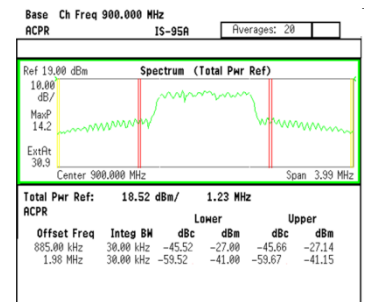 Base Ch Freq 900.000 MHz
ACPR IS-95A Averages: 20
Ref 19.00 dBm Spectrum (Total Pwr Ref)
10.00
dB/
MaxP
14.2
ExtAt
30.9
Center 900.000 MHz Span 3.99 MHz
Total Pwr Ref: 18.52 dBm/ 1.23 MHz
ACPR
Lower Upper
Offset Freq Integ BW dBc dBm dBc dBm
885.00 kHz 30.00 kHz -45.52 -27.00 -45.66 -27.14
1.98 MHz 30.00 kHz -59.52 -41.00 -59.67 -41.15